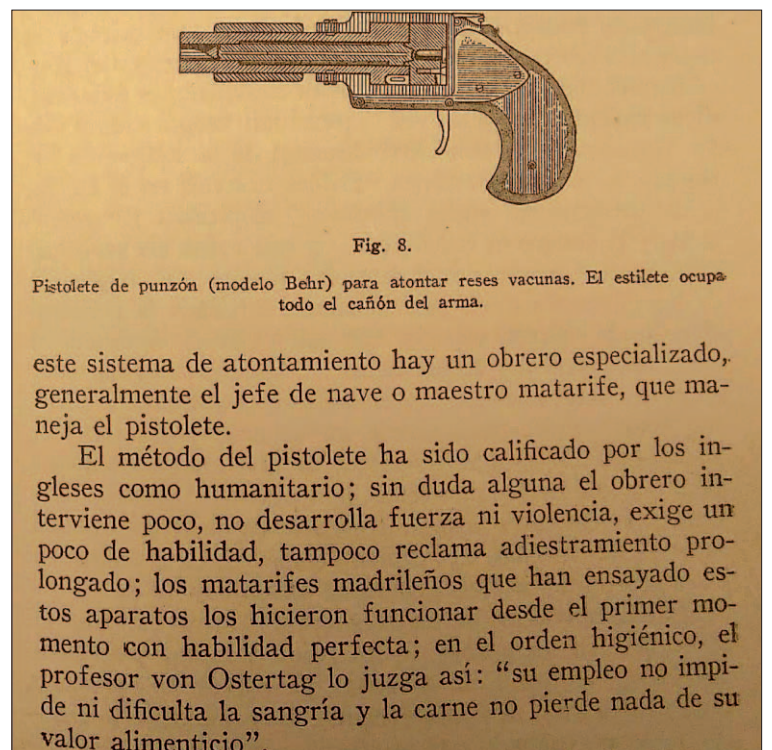 Fig. 8.
Pistolete de punzón (modelo Behr) para atontar reses vacunas. El estilete ocupa
todo el cañón del arma.
este sistema de atontamiento hay un obrero especializado,
generalmente el jefe de nave o maestro matarife, que ma-
neja el pistolete.
El método del pistolete ha sido calificado por los in-
gleses como humanitario; sin duda alguna el obrero in-
terviene poco, no desarrolla fuerza ni violencia, exige un
poco de habilidad, tampoco reclama adiestramiento pro-
longado; los matarifes madrileños que han ensayado es-
tos aparatos los hicieron funcionar desde el primer mo-
mento con habilidad perfecta; en el orden higiénico, el
profesor von Ostertag lo juzga así: “su empleo no impi-
de ni dificulta la sangría y la carne no pierde nada de su
valor alimenticio”.